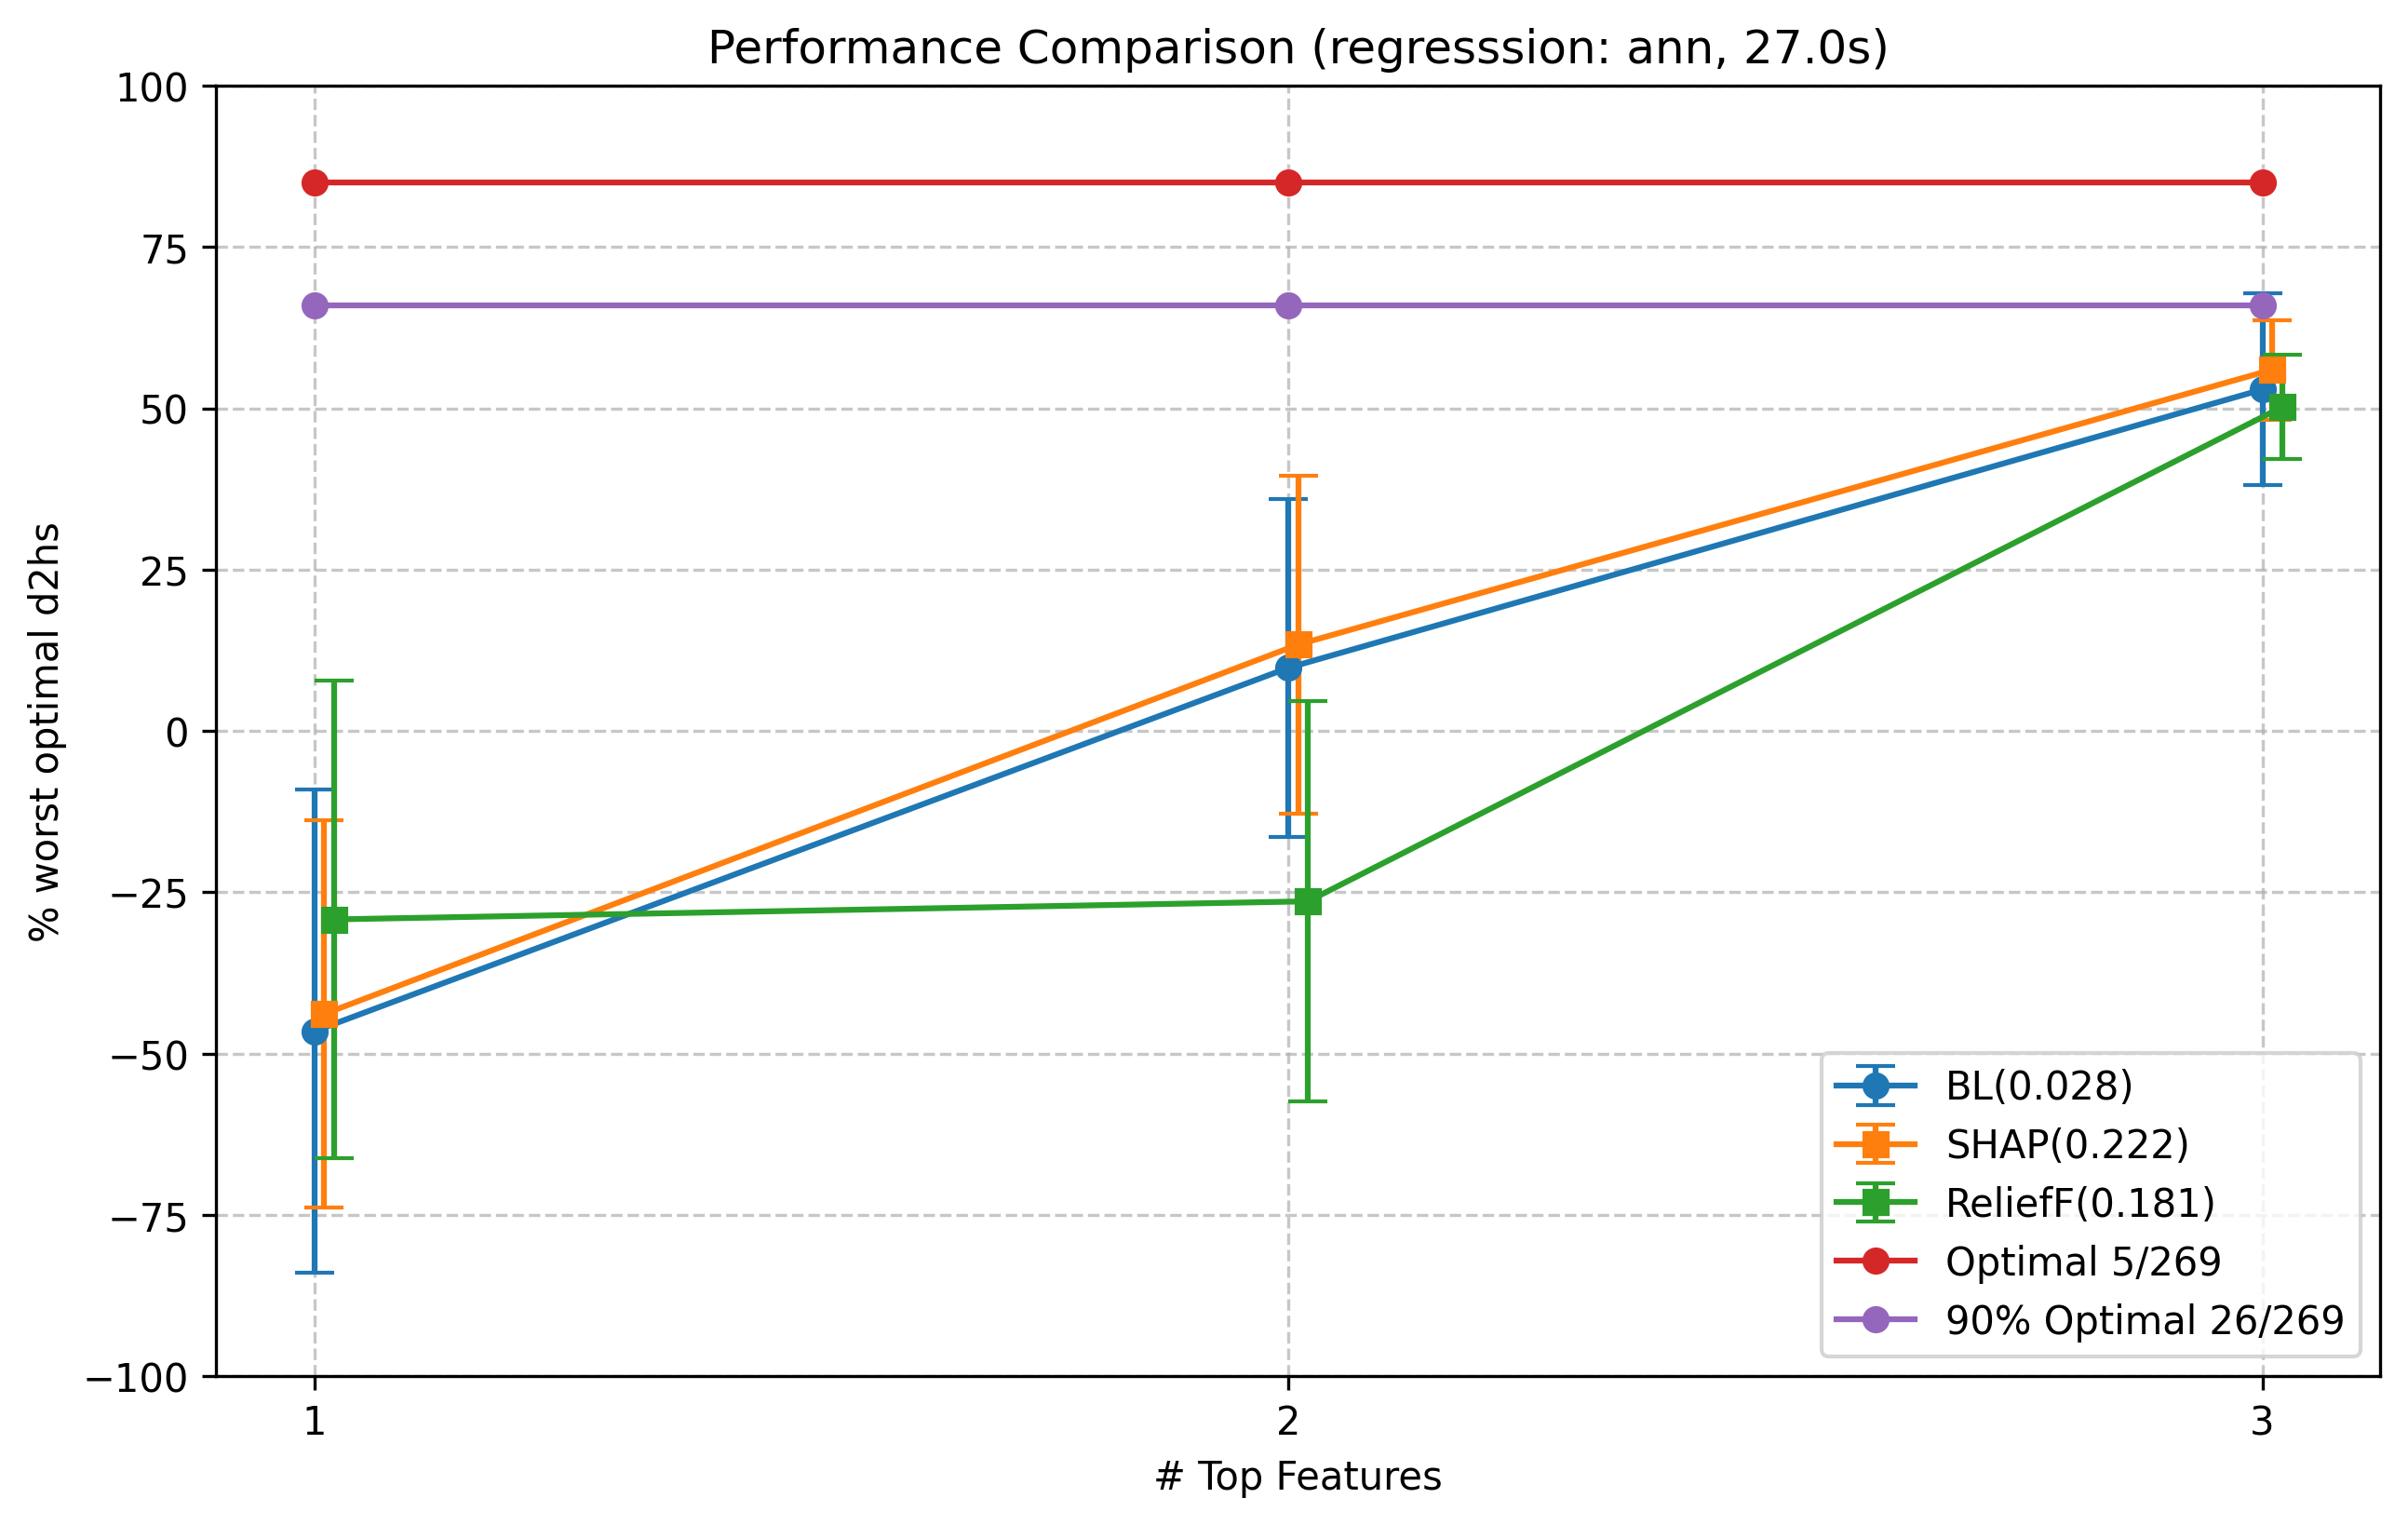 Performance Comparison (regresssion: ann, 27.0s)
% worst optimal d2hs
100
75
50
25
0
−25
−50
−75
−100
BL(0.028)
SHAP(0.222)
ReliefF(0.181)
Optimal 5/269
90% Optimal 26/269
1 2 3
# Top Features